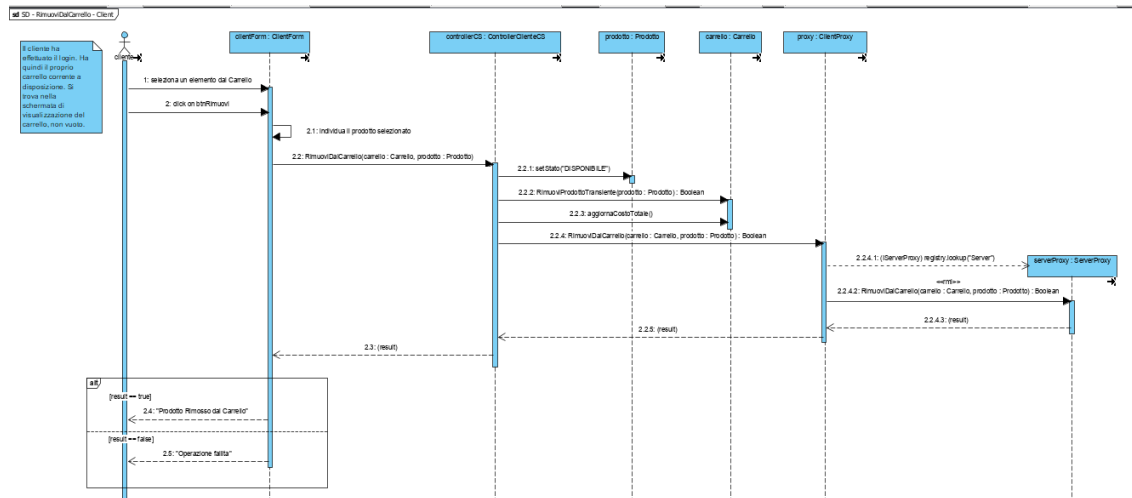 sd SD - RimuoviDalCarrello - Client
Il cliente ha
effettuato il login. Ha
quindi il proprio
carrello corrente a
disposizione. Si
trova nella
schermata di
visualizzazione del
carrello, non vuoto.
cliente
clientForm : ClientForm
controllerCS : ControllerClienteCS
prodotto : Prodotto
carrello : Carrello
proxy : ClientProxy
1: seleziona un elemento dal Carrello
2: click on btnRimuovi
2.1: individua il prodotto selezionato
2.2: RimuoviDalCarrello(carrello : Carrello, prodotto : Prodotto)
2.2.1: setStato("DISPONIBILE")
2.2.2: RimuoviProdottoTransiente(prodotto : Prodotto) : Boolean
2.2.3: aggiornaCostoTotale()
2.2.4: RimuoviDalCarrello(carrello : Carrello, prodotto : Prodotto) : Boolean
2.2.4.1: (IServerProxy) registry.lookup("Server")
serverProxy : ServerProxy
<<rmi>>
2.2.4.2: RimuoviDalCarrello(carrello : Carrello, prodotto : Prodotto) : Boolean
2.2.4.3: (result)
2.2.5: (result)
2.3: (result)
alt
[result == true]
2.4: "Prodotto Rimosso dal Carrello"
[result == false]
2.5: "Operazione fallita"